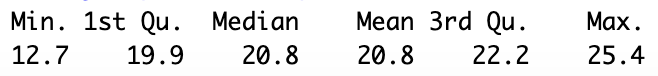 Min. 1st Qu. Median Mean 3rd Qu. Max.
12.7 19.9 20.8 20.8 22.2 25.4